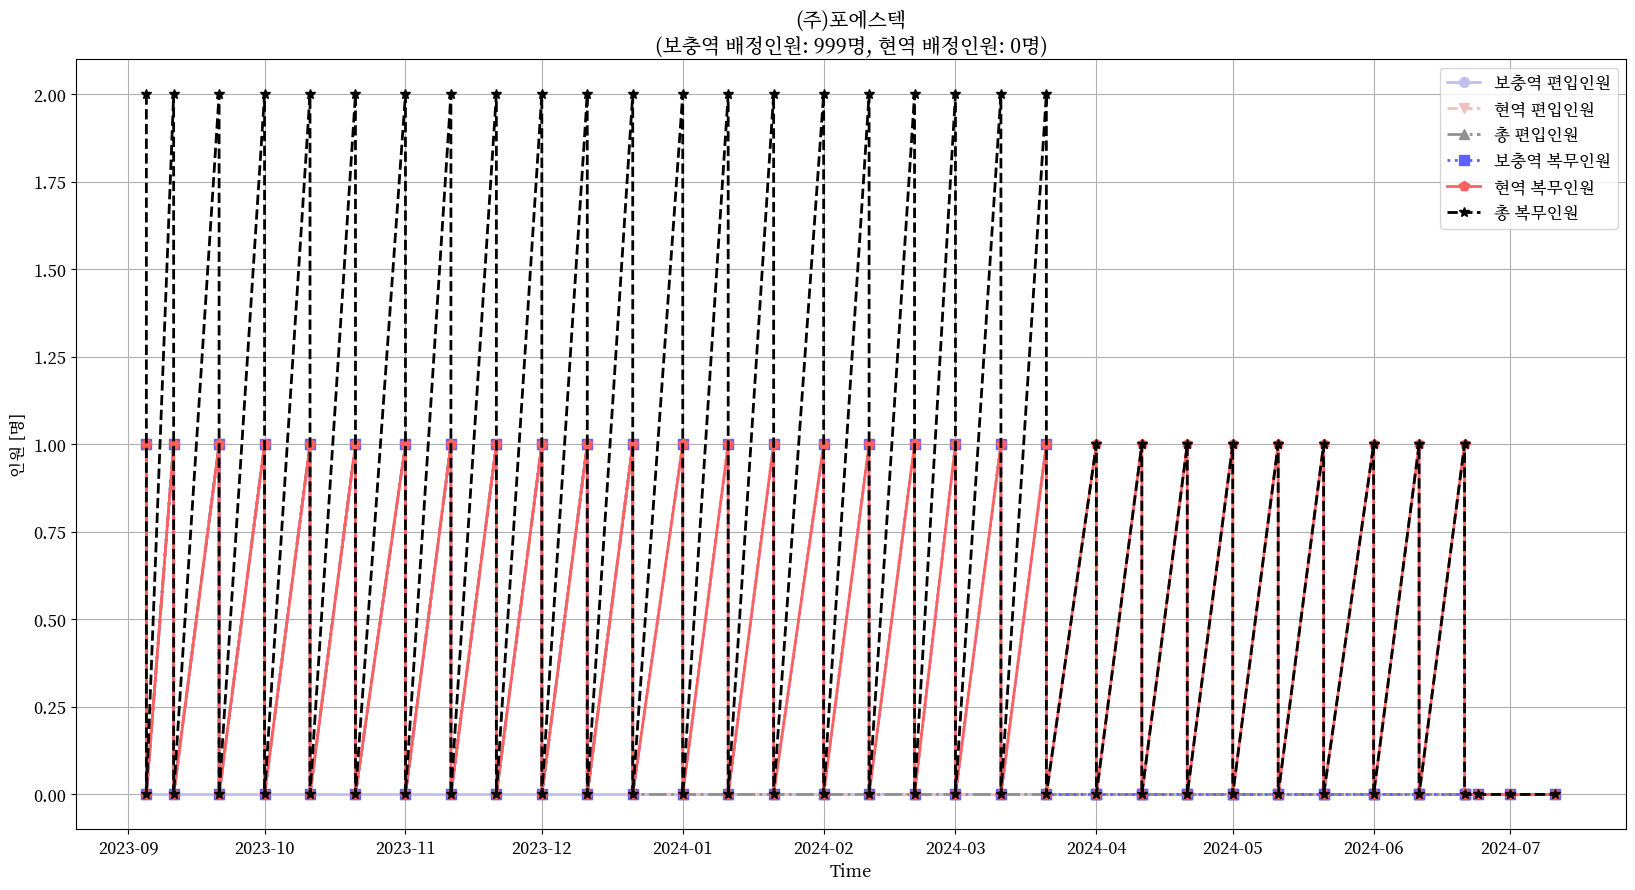 (주)포에스텍
(보충역 배정인원: 999명, 현역 배정인원: 0명)
보충역 편입인원
현역 편입인원
총 편입인원
보충역 복무인원
현역 복무인원
총 복무인원
인원 [명]
2.00
1.75
1.50
1.25
1.00
0.75
0.50
0.25
0.00
2023-09 2023-10 2023-11 2023-12 2024-01 2024-02 2024-03 2024-04 2024-05 2024-06 2024-07
Time